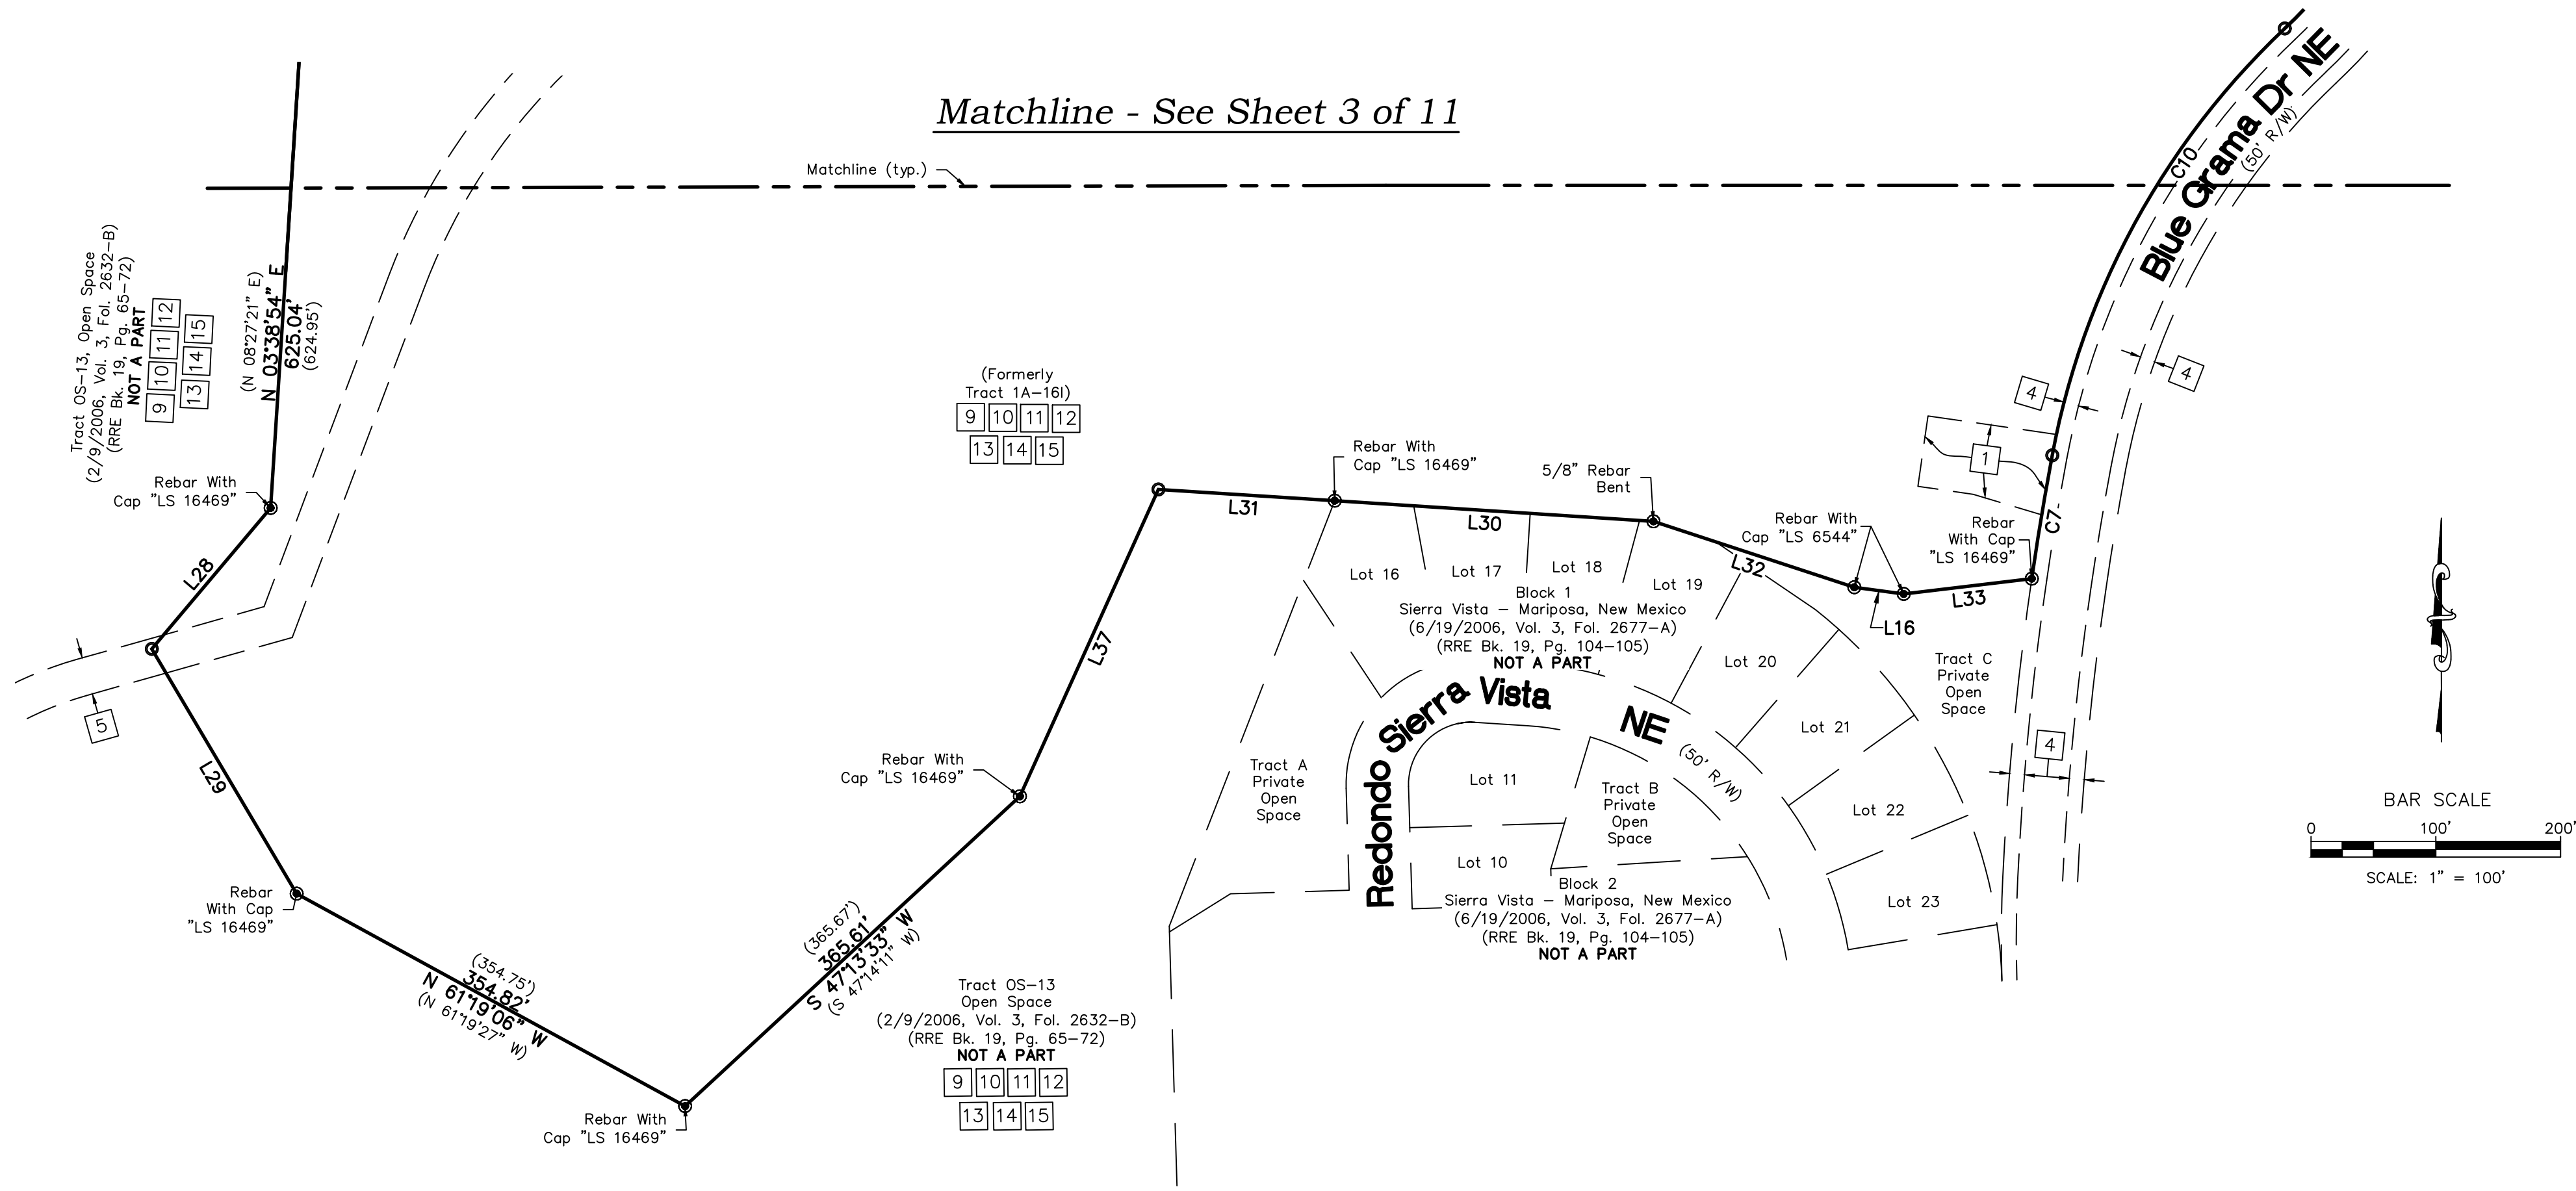 Matchline - See Sheet 3 of 11
Matchline (typ.)
Blue Grama Dr NE
(50' R/W)
C10
Tract OS-13, Open Space
(2/9/2006, Vol. 3, Fol. 2632-B)
(RRE Bk. 19, Pg. 65-72)
NOT A PART
9 10 11 12
13 14 15
(N 08°27'21" E)
N 03°38'54" E
625.04'
(624.95')
Rebar With
Cap "LS 16469"
L28
5
L29
Rebar
With Cap
"LS 16469"
(354.75')
354.82'
N 61°19'06" W
(N 61°19'27" W)
Rebar With
Cap "LS 16469"
(365.67')
365.61'
S 47°13'33" W
(S 47°14'11" W)
Rebar With
Cap "LS 16469"
L37
(Formerly
Tract 1A-16I)
9 10 11 12
13 14 15
L31
Rebar With
Cap "LS 16469"
L30
5/8" Rebar
Bent
L32
Rebar With
Cap "LS 6544"
L16
L33
Rebar
With Cap
"LS 16469"
C7
1
4
4
4
Lot 16
Lot 17
Lot 18
Lot 19
Block 1
Sierra Vista - Mariposa, New Mexico
(6/19/2006, Vol. 3, Fol. 2677-A)
(RRE Bk. 19, Pg. 104-105)
NOT A PART
Lot 20
Lot 21
Lot 22
Lot 23
Tract C
Private
Open
Space
Redondo Sierra Vista NE
(50' R/W)
Tract A
Private
Open
Space
Lot 11
Lot 10
Tract B
Private
Open
Space
Block 2
Sierra Vista - Mariposa, New Mexico
(6/19/2006, Vol. 3, Fol. 2677-A)
(RRE Bk. 19, Pg. 104-105)
NOT A PART
Tract OS-13
Open Space
(2/9/2006, Vol. 3, Fol. 2632-B)
(RRE Bk. 19, Pg. 65-72)
NOT A PART
9 10 11 12
13 14 15
BAR SCALE
0 100' 200'
SCALE: 1" = 100'